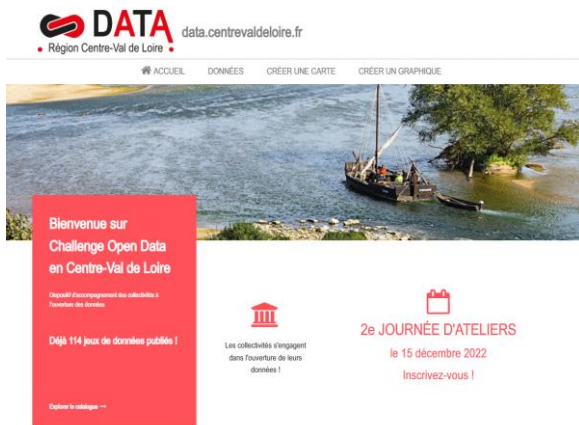 DATA
Région Centre-Val de Loire
data.centrevaldeloire.fr
ACCUEIL DONNÉES CRÉER UNE CARTE CRÉER UN GRAPHIQUE
Bienvenue sur
Challenge Open Data
en Centre-Val de Loire
Dispositif d'accompagnement des collectivités à
l'ouverture des données
Déjà 114 jeux de données publiés !
Explorer le catalogue →
Les collectivités s'engagent
dans l'ouverture de leurs
données !
2e JOURNÉE D'ATELIERS
le 15 décembre 2022
Inscrivez-vous !